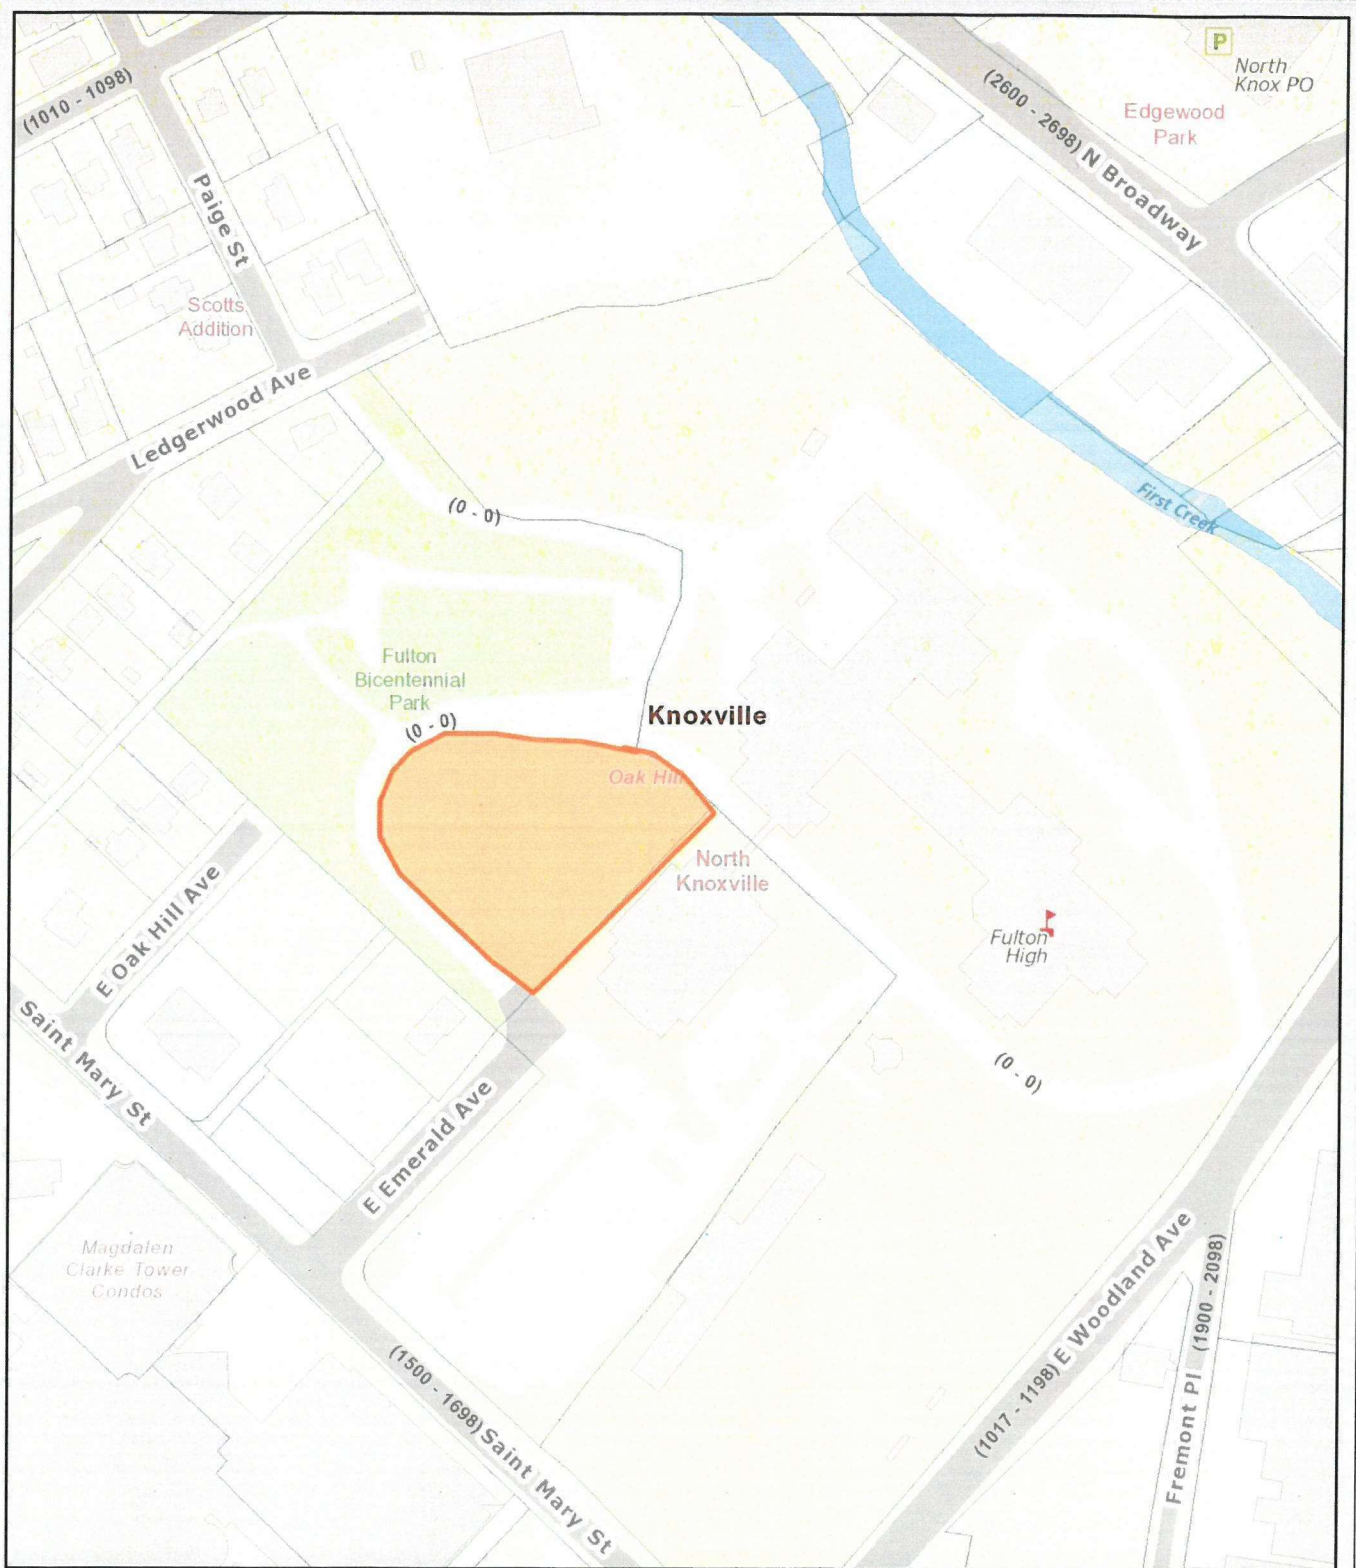 P
North
Knox PO
(1010 - 1098)
(2600 - 2698) N Broadway
Edgewood
Park
Paige St
Scotts
Addition
Ledgerwood Ave
First Creek
(0 - 0)
Fulton
Bicentennial
Park
(0 - 0)
Knoxville
Oak Hill
North
Knoxville
E Oak Hill Ave
Fulton
High
Saint Mary St
(0 - 0)
E Emerald Ave
Magdalen
Clarke Tower
Condos
(1017 - 1198) E Woodland Ave
Fremont Pl (1900 - 2098)
(1500 - 1698) Saint Mary St